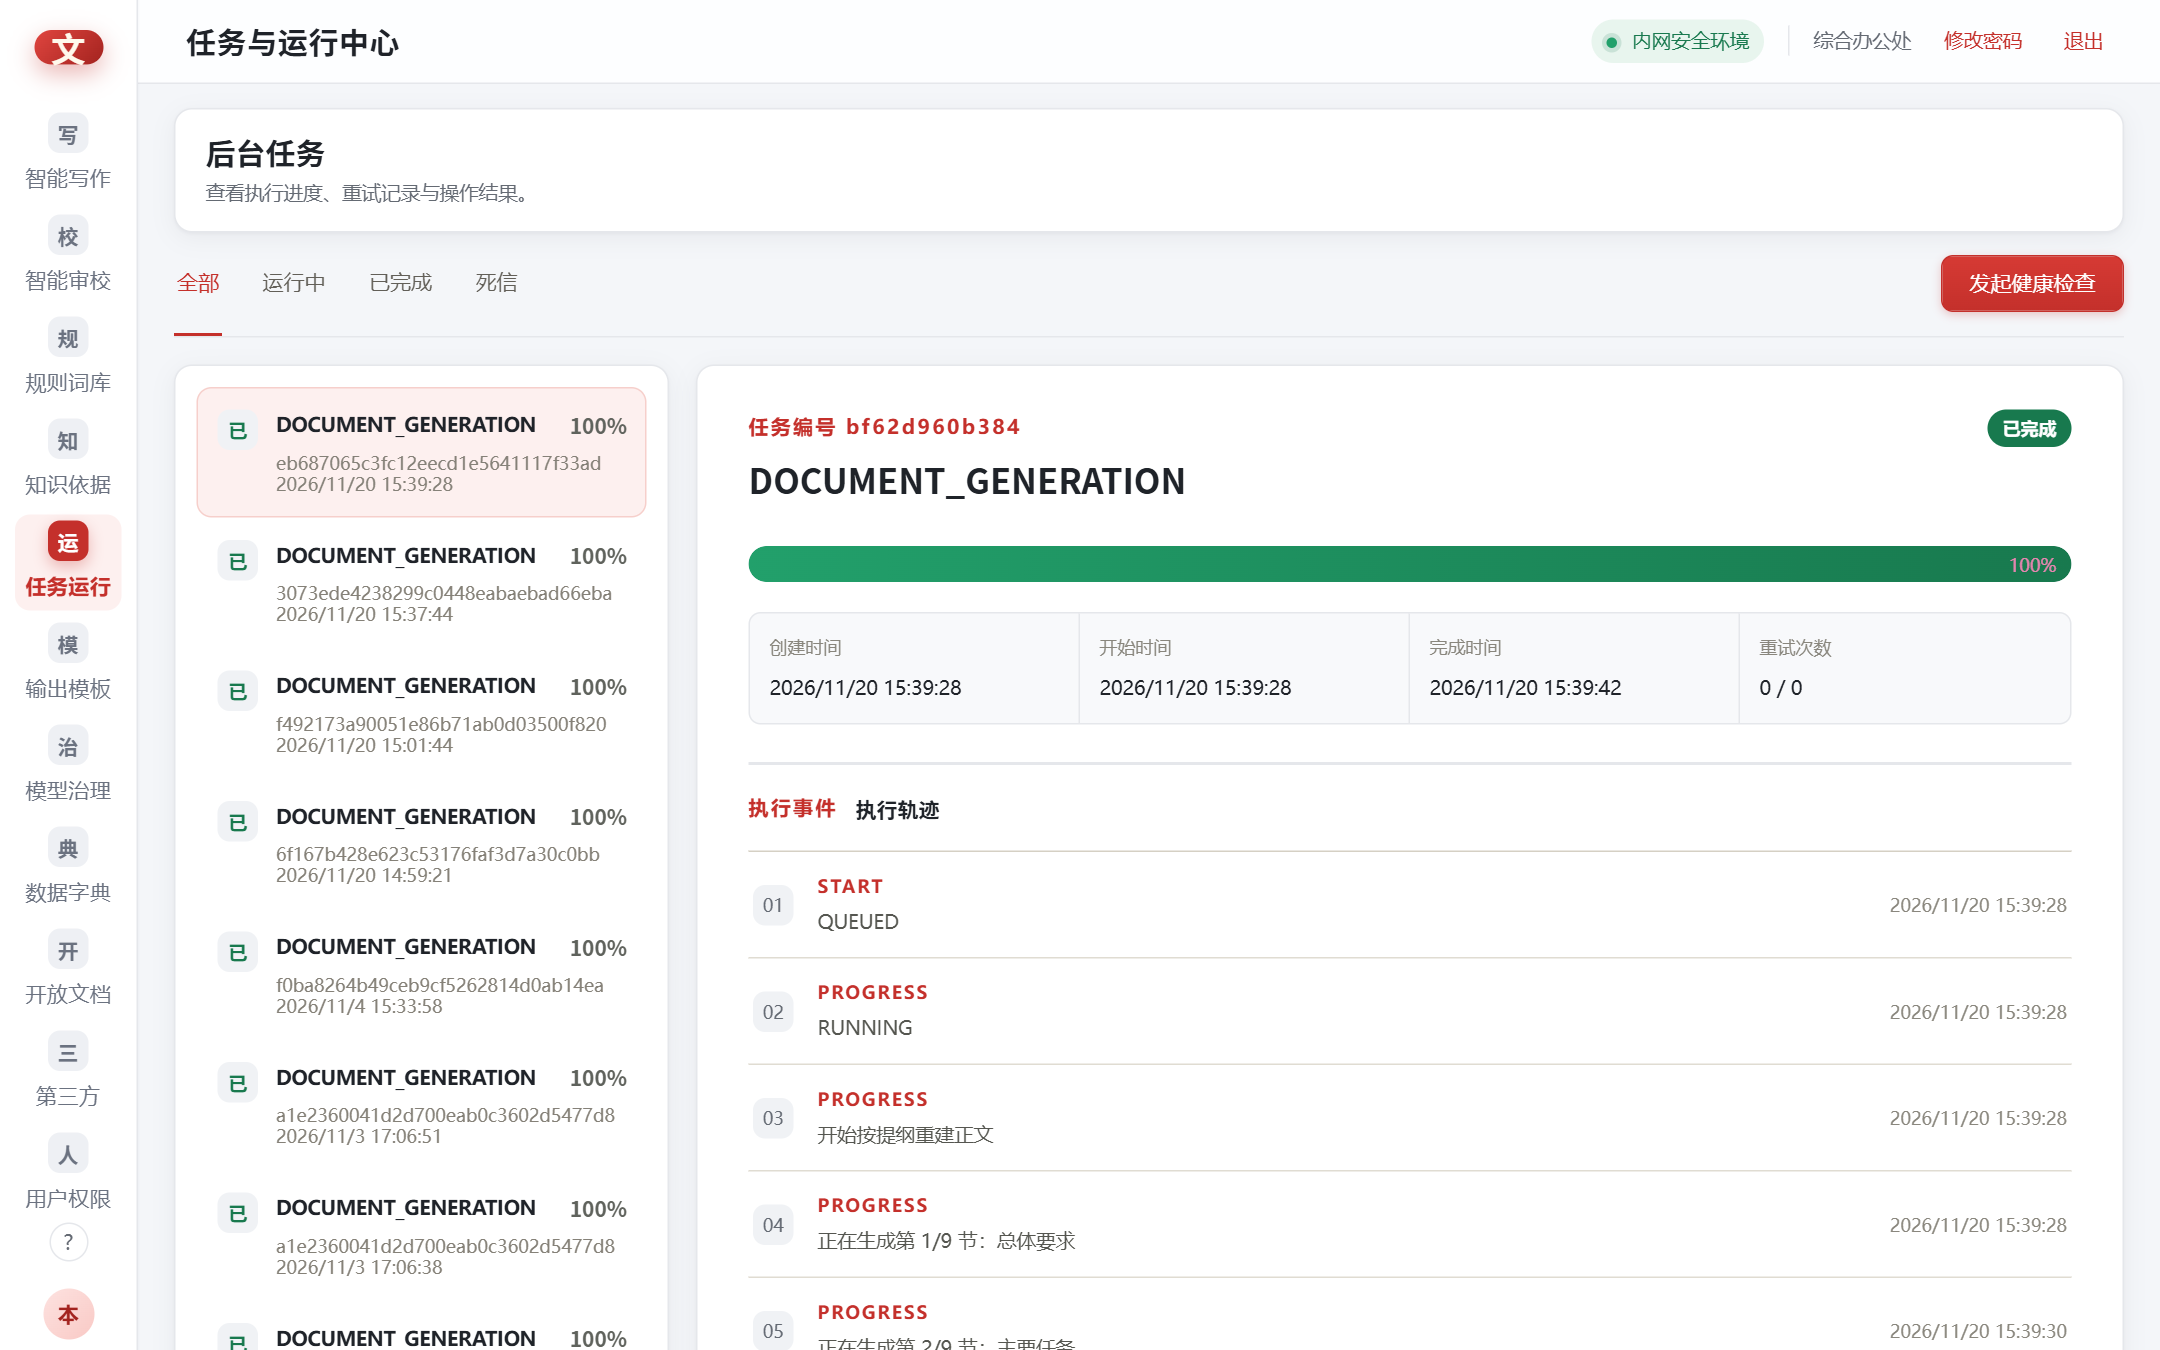 文
写
智能写作
校
智能审校
规
规则词库
知
知识依据
运
任务运行
模
输出模板
治
模型治理
典
数据字典
开
开放文档
三
第三方
人
用户权限
?
本
任务与运行中心
内网安全环境
综合办公处
修改密码
退出
后台任务
查看执行进度、重试记录与操作结果。
全部
运行中
已完成
死信
发起健康检查
已
DOCUMENT_GENERATION 100%
eb687065c3fc12eecd1e5641117f33ad
2026/11/20 15:39:28
已
DOCUMENT_GENERATION 100%
3073ede4238299c0448eabaebad66eba
2026/11/20 15:37:44
已
DOCUMENT_GENERATION 100%
f492173a90051e86b71ab0d03500f820
2026/11/20 15:01:44
已
DOCUMENT_GENERATION 100%
6f167b428e623c53176faf3d7a30c0bb
2026/11/20 14:59:21
已
DOCUMENT_GENERATION 100%
f0ba8264b49ceb9cf5262814d0ab14ea
2026/11/4 15:33:58
已
DOCUMENT_GENERATION 100%
a1e2360041d2d700eab0c3602d5477d8
2026/11/3 17:06:51
已
DOCUMENT_GENERATION 100%
a1e2360041d2d700eab0c3602d5477d8
2026/11/3 17:06:38
已
DOCUMENT_GENERATION 100%
任务编号 bf62d960b384
已完成
DOCUMENT_GENERATION
100%
创建时间
2026/11/20 15:39:28
开始时间
2026/11/20 15:39:28
完成时间
2026/11/20 15:39:42
重试次数
0 / 0
执行事件 执行轨迹
01
START
QUEUED
2026/11/20 15:39:28
02
PROGRESS
RUNNING
2026/11/20 15:39:28
03
PROGRESS
开始按提纲重建正文
2026/11/20 15:39:28
04
PROGRESS
正在生成第 1/9 节：总体要求
2026/11/20 15:39:28
05
PROGRESS
正在生成第 2/9 节：主要任务
2026/11/20 15:39:30